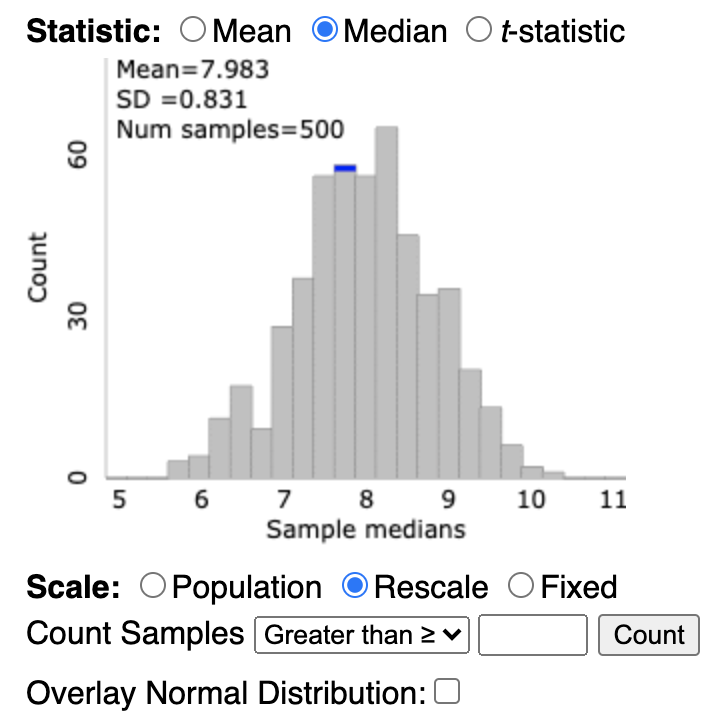 Statistic: Mean Median t-statistic
Mean=7.983
SD =0.831
Num samples=500
60
30
0
Count
5 6 7 8 9 10 11
Sample medians
Scale: Population Rescale Fixed
Count Samples Greater than ≥ Count
Overlay Normal Distribution: